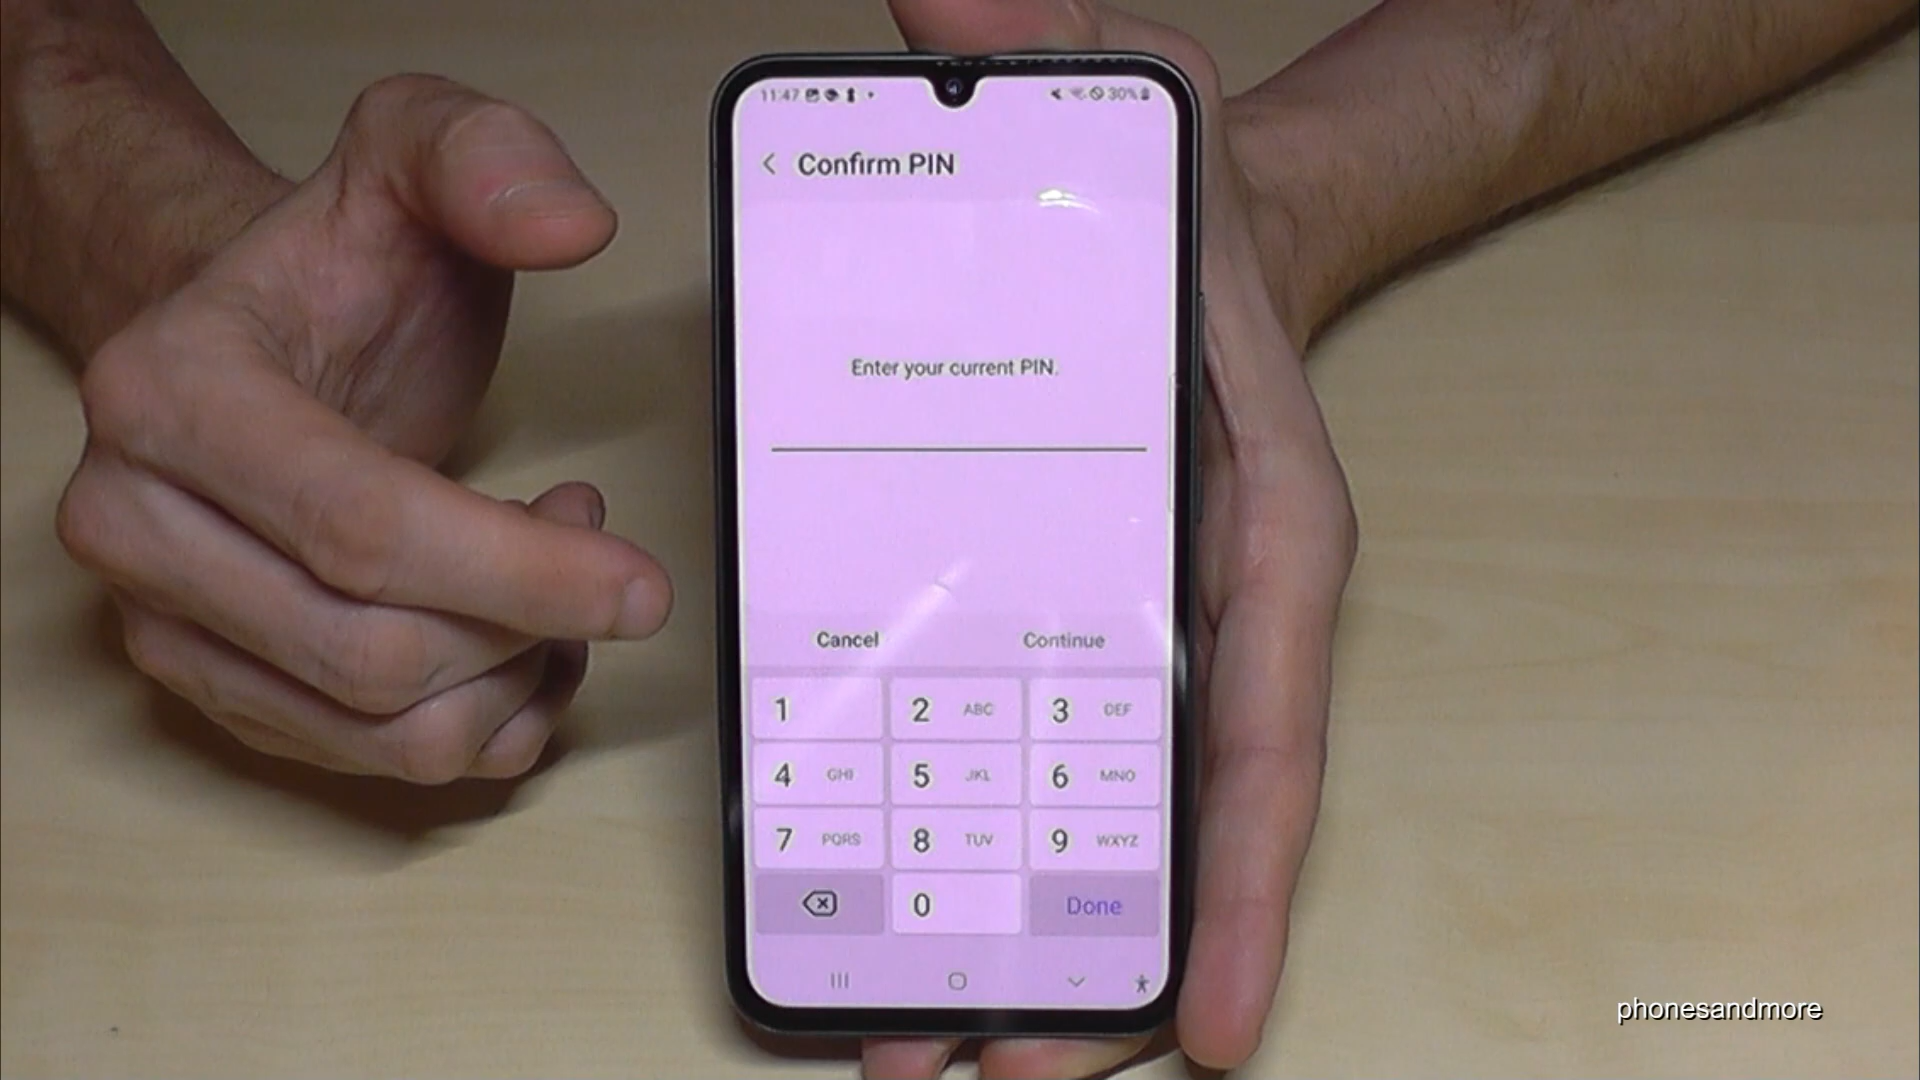 11:47 30%
Confirm PIN
Enter your current PIN.
Cancel Continue
1 2 ABC 3 DEF
4 GHI 5 JKL 6 MNO
7 PQRS 8 TUV 9 WXYZ
0 Done
phonesandmore